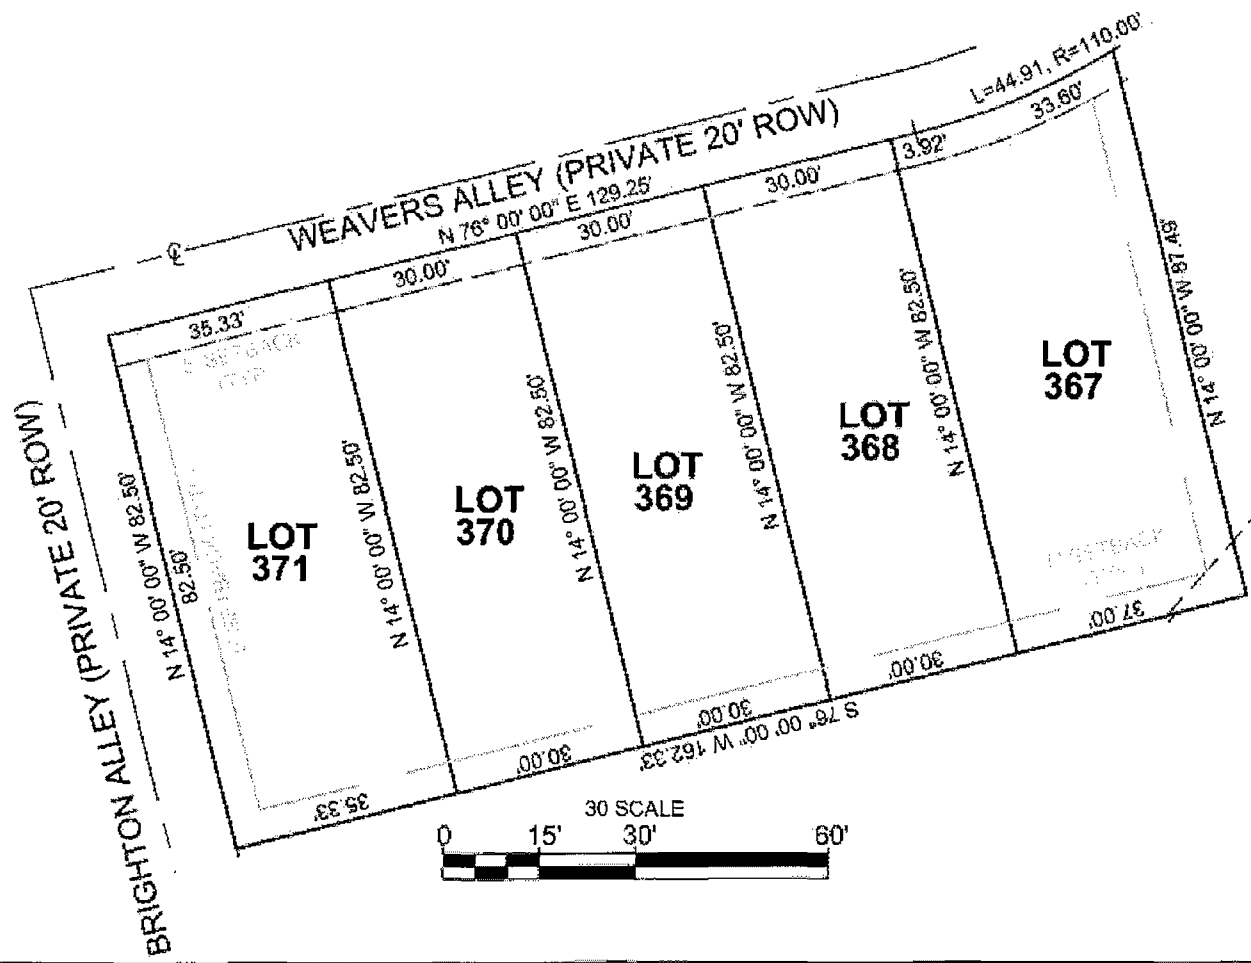 L=44.91, R=110.00'
33.60'
WEAVERS ALLEY (PRIVATE 20' ROW)
N 76° 00' 00" E 129.25'
3.92'
30.00'
30.00'
30.00'
35.33'
SETBACK
BRIGHTON ALLEY (PRIVATE 20' ROW)
N 14° 00' 00" W 82.50'
82.50'
LOT
371
N 14° 00' 00" W 82.50'
LOT
370
N 14° 00' 00" W 82.50'
LOT
369
N 14° 00' 00" W 82.50'
LOT
368
N 14° 00' 00" W 82.50'
LOT
367
N 14° 00' 00" W 87.49'
SETBACK
37.00'
30.00'
30.00'
30.00'
35.33'
S 76° 00' 00" W 162.33'
30 SCALE
0 15' 30' 60'